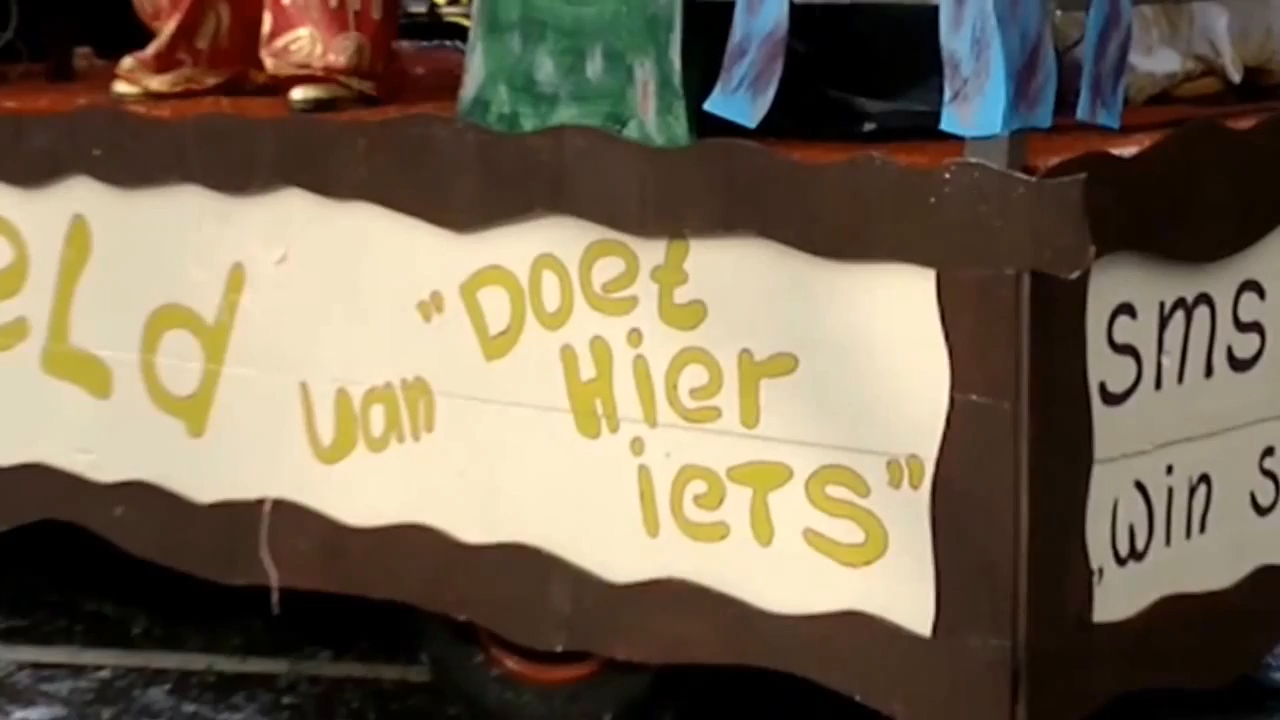 eLd van "Doet
Hier
ieTS"
sms
win s